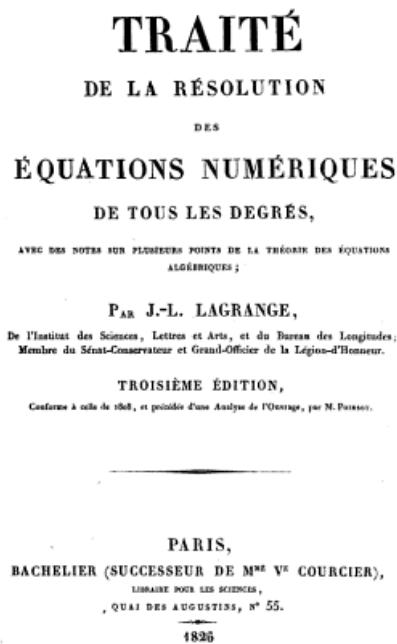 TRAITÉ
DE LA RÉSOLUTION
DES
ÉQUATIONS NUMÉRIQUES
DE TOUS LES DEGRÉS,
AVEC DES NOTES SUR PLUSIEURS POINTS DE LA THÉORIE DES ÉQUATIONS
ALGÉBRIQUES ;
PAR J.-L. LAGRANGE,
De l'Institut des Sciences, Lettres et Arts, et du Bureau des Longitudes;
Membre du Sénat-Conservateur et Grand-Officier de la Légion-d'Honneur.
TROISIÈME ÉDITION,
Conforme à celle de 1808, et précédée d'une Analyse de l'Ouvrage, par M. POINSOT.
PARIS,
BACHELIER (SUCCESSEUR DE MME VE COURCIER),
LIBRAIRE POUR LES SCIENCES,
QUAI DES AUGUSTINS, N° 55.
1826